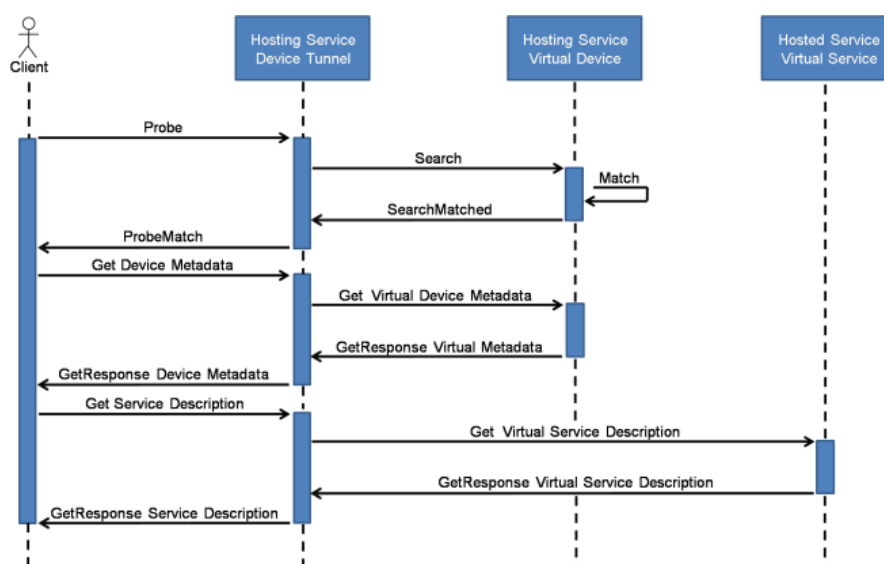 Client
Hosting Service
Device Tunnel
Hosting Service
Virtual Device
Hosted Service
Virtual Service
Probe
Search
Match
SearchMatched
ProbeMatch
Get Device Metadata
Get Virtual Device Metadata
GetResponse Virtual Metadata
GetResponse Device Metadata
Get Service Description
Get Virtual Service Description
GetResponse Virtual Service Description
GetResponse Service Description